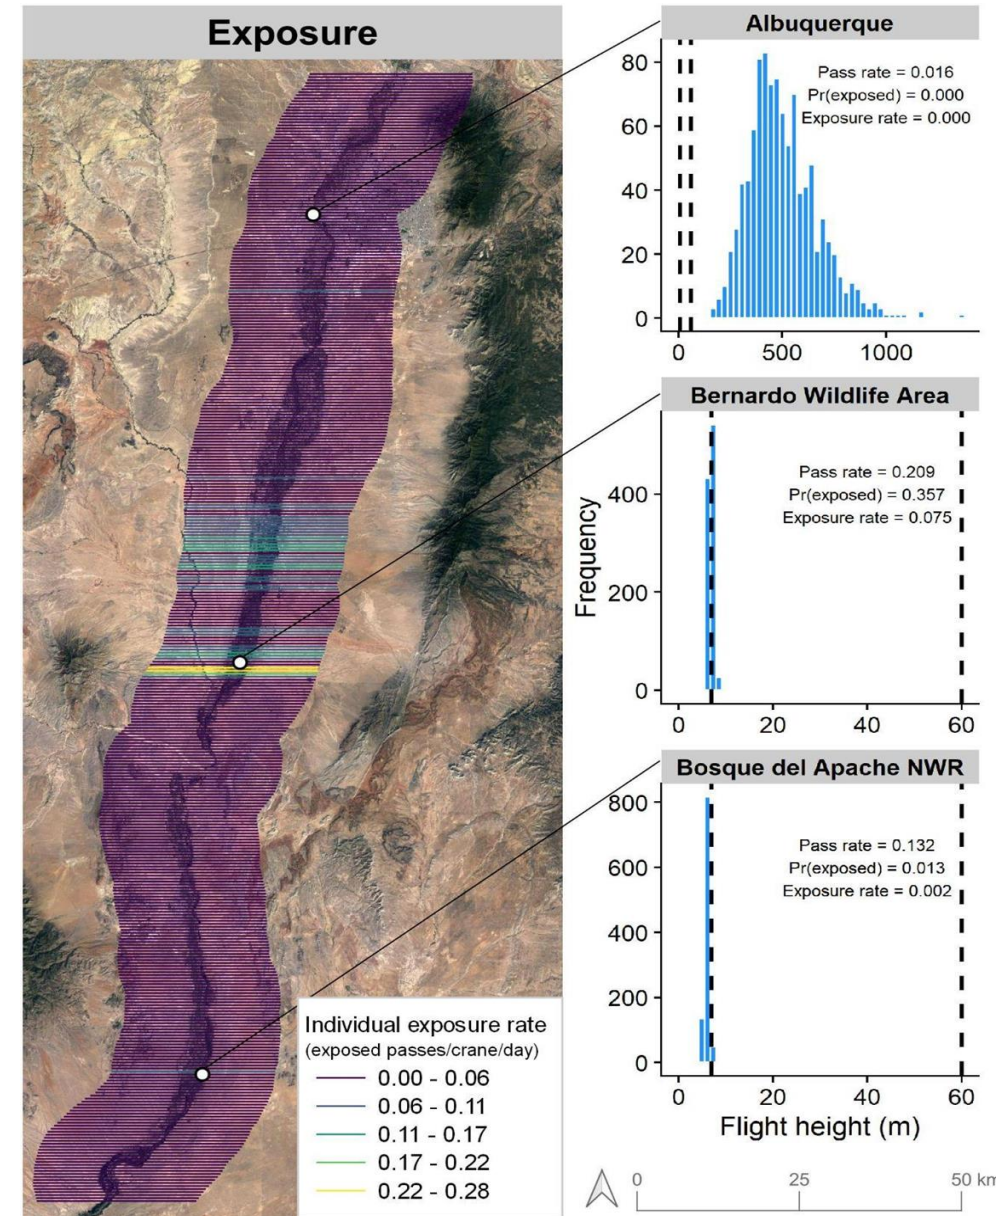 Exposure
Individual exposure rate
(exposed passes/crane/day)
0.00 - 0.06
0.06 - 0.11
0.11 - 0.17
0.17 - 0.22
0.22 - 0.28
Albuquerque
Pass rate = 0.016
Pr(exposed) = 0.000
Exposure rate = 0.000
80
60
40
20
0
0 500 1000
Bernardo Wildlife Area
Pass rate = 0.209
Pr(exposed) = 0.357
Exposure rate = 0.075
Frequency
400
200
0
0 20 40 60
Bosque del Apache NWR
Pass rate = 0.132
Pr(exposed) = 0.013
Exposure rate = 0.002
800
600
400
200
0
0 20 40 60
Flight height (m)
0 25 50 km